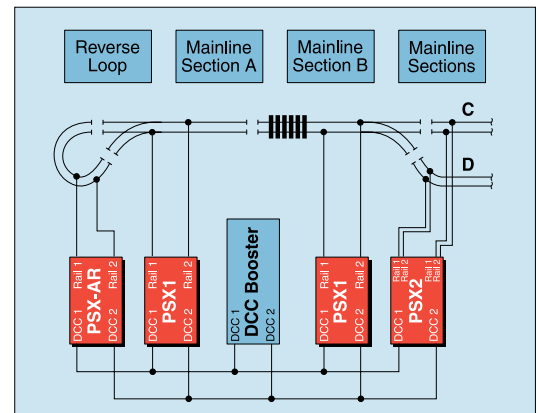 Reverse
Loop
Mainline
Section A
Mainline
Section B
Mainline
Sections
C
D
Rail 1
Rail 2
PSX-AR
DCC 1
DCC 2
Rail 1
Rail 2
PSX1
DCC 1
DCC 2
DCC Booster
DCC 1
DCC 2
Rail 1
Rail 2
PSX1
DCC 1
DCC 2
Rail 1
Rail 2
Rail 1
Rail 2
PSX2
DCC 1
DCC 2